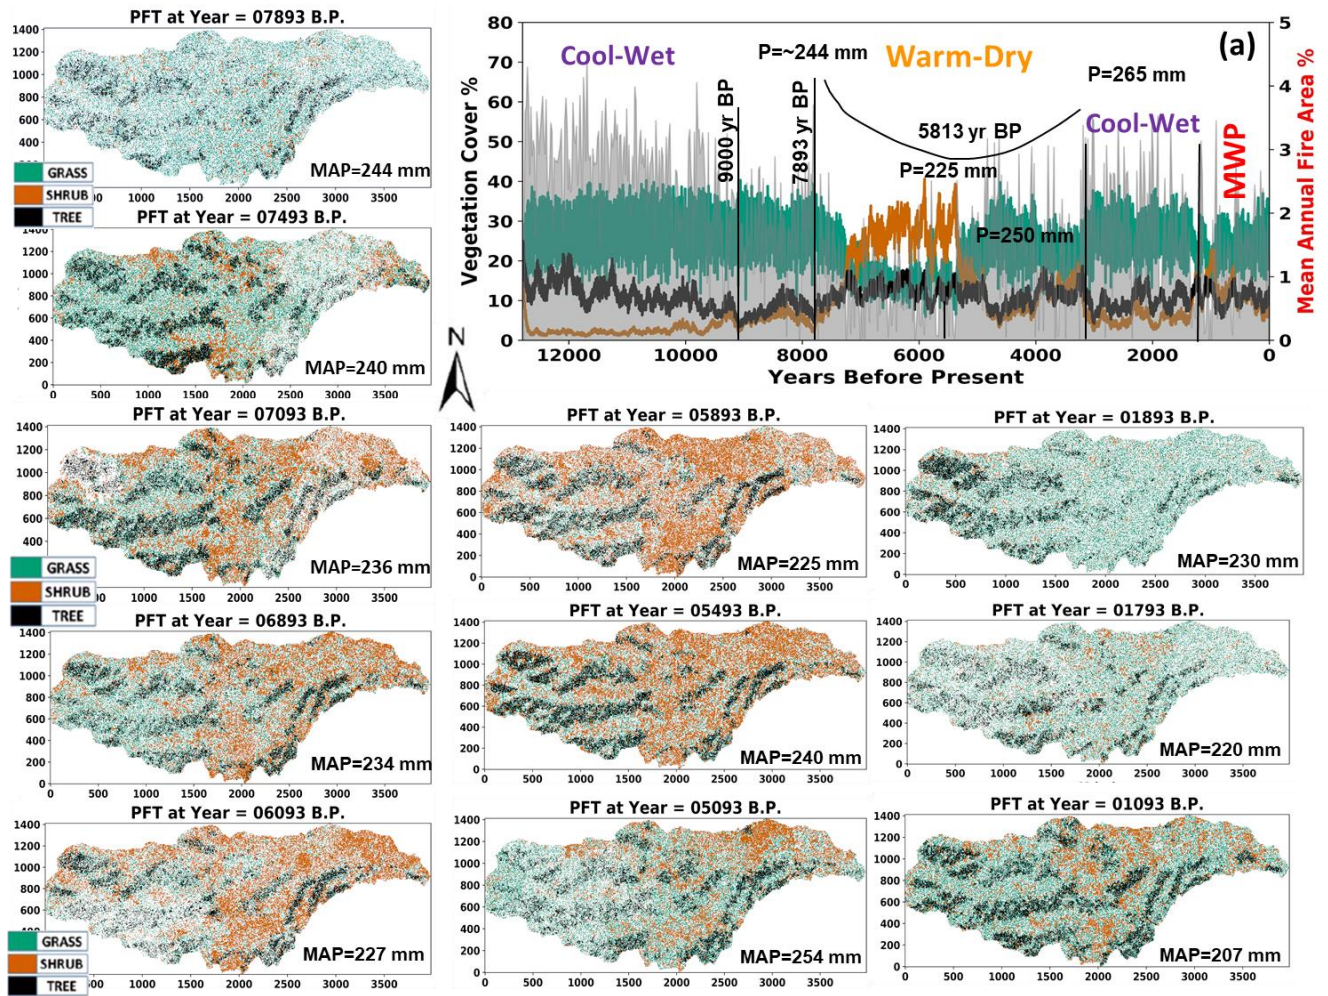 PFT at Year = 07893 B.P.
1400
1200
1000
800
600
400
200
GRASS
SHRUB
TREE
MAP=244 mm
1000 1500 2000 2500 3000 3500
PFT at Year = 07493 B.P.
1400
1200
1000
800
600
400
200
0
MAP=240 mm
0 500 1000 1500 2000 2500 3000 3500
N
(a)
Vegetation Cover %
80
70
60
50
40
30
20
10
0
Cool-Wet
P=~244 mm
Warm-Dry
P=265 mm
9000 yr BP
7893 yr BP
5813 yr BP
P=225 mm
P=250 mm
Cool-Wet
MWP
5
4
3
2
1
0
Mean Annual Fire Area %
12000 10000 8000 6000 4000 2000 0
Years Before Present
PFT at Year = 07093 B.P.
1400
1200
1000
800
600
400
200
GRASS
SHRUB
TREE
MAP=236 mm
1000 1500 2000 2500 3000 3500
PFT at Year = 05893 B.P.
1400
1200
1000
800
600
400
200
0
MAP=225 mm
0 500 1000 1500 2000 2500 3000 3500
PFT at Year = 01893 B.P.
1400
1200
1000
800
600
400
200
0
MAP=230 mm
0 500 1000 1500 2000 2500 3000 3500
PFT at Year = 06893 B.P.
1400
1200
1000
800
600
400
200
0
MAP=234 mm
0 500 1000 1500 2000 2500 3000 3500
PFT at Year = 05493 B.P.
1400
1200
1000
800
600
400
200
0
MAP=240 mm
0 500 1000 1500 2000 2500 3000 3500
PFT at Year = 01793 B.P.
1400
1200
1000
800
600
400
200
0
MAP=220 mm
0 500 1000 1500 2000 2500 3000 3500
PFT at Year = 06093 B.P.
1400
1200
1000
800
600
GRASS
SHRUB
TREE
MAP=227 mm
1000 1500 2000 2500 3000 3500
PFT at Year = 05093 B.P.
1400
1200
1000
800
600
400
200
0
MAP=254 mm
0 500 1000 1500 2000 2500 3000 3500
PFT at Year = 01093 B.P.
1400
1200
1000
800
600
400
200
0
MAP=207 mm
0 500 1000 1500 2000 2500 3000 3500